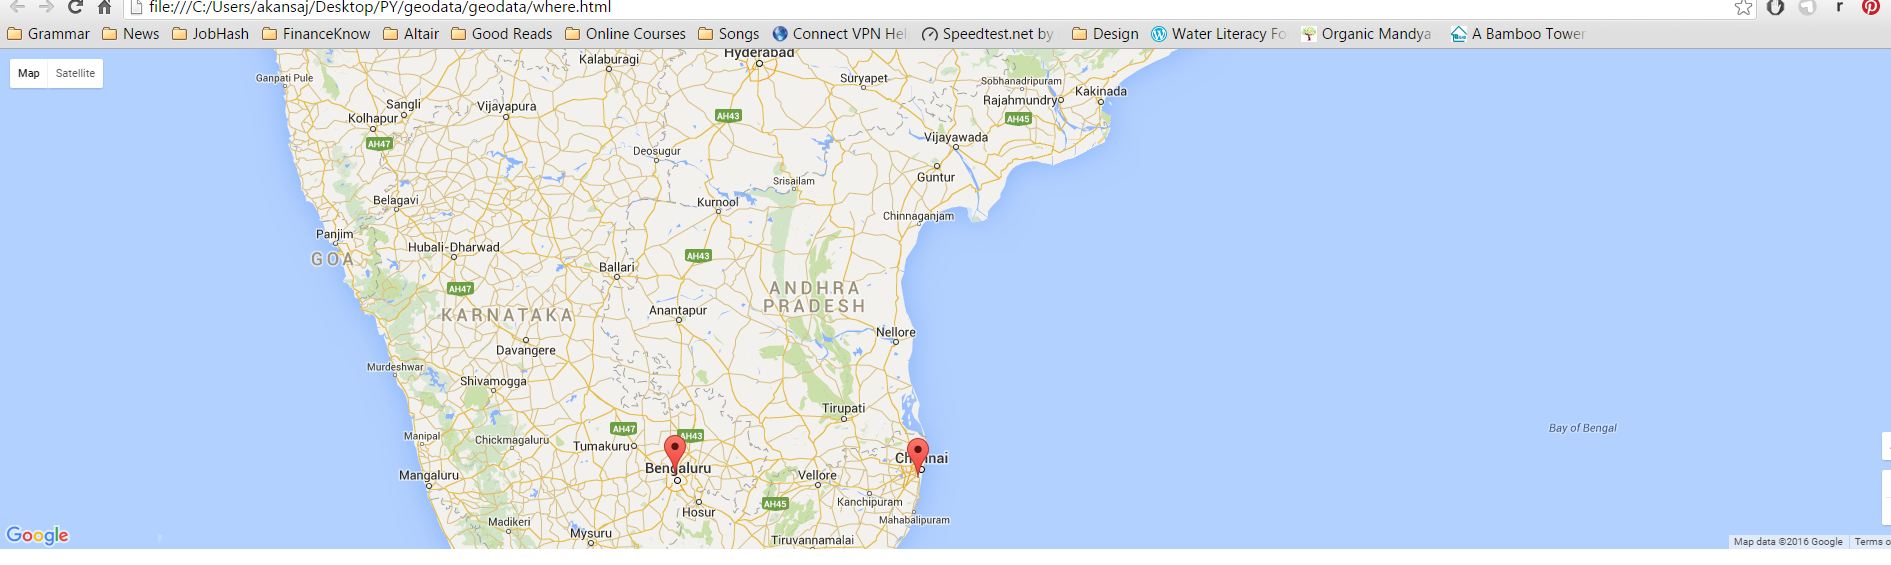 file:///C:/Users/akansaj/Desktop/PY/geodata/geodata/where.html
Grammar News JobHash FinanceKnow Altair Good Reads Online Courses Songs Connect VPN Hel Speedtest.net by Design Water Literacy Fo Organic Mandya A Bamboo Tower
Map Satellite
Hyderabad
Kalaburagi
Ganpati Pule
Suryapet
Sobhanadripuram
Rajahmundry
Kakinada
Sangli
Vijayapura
Kolhapur
AH43
AH45
AH47
Vijayawada
Deosugur
Guntur
Srisailam
Belagavi
Kurnool
Chinnaganjam
Panjim
Hubali-Dharwad
GOA
AH43
Ballari
AH47
ANDHRA
PRADESH
KARNATAKA
Anantapur
Nellore
Davangere
Murdeshwar
Shivamogga
Tirupati
AH47
AH43
Bay of Bengal
Manipal
Chickmagaluru
Tumakuru
Bengaluru
Chennai
Mangaluru
Vellore
Kanchipuram
AH45
Hosur
Mahabalipuram
Madikeri
Mysuru
Tiruvannamalai
Google
Map data ©2016 Google Terms o